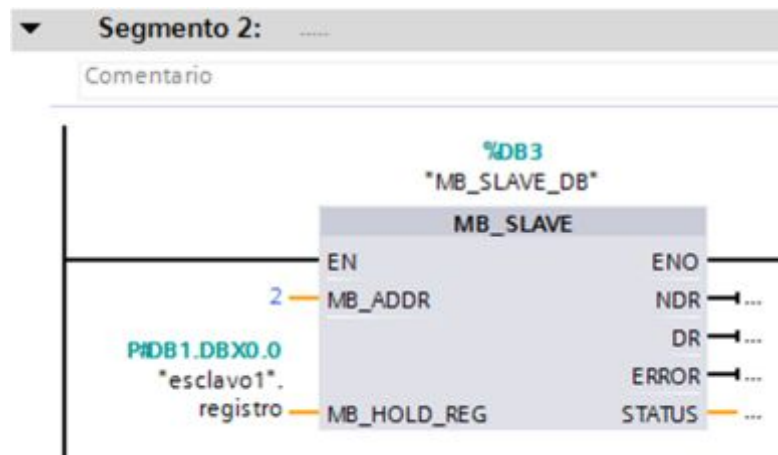 Segmento 2: .....
Comentario
%DB3
"MB_SLAVE_DB"
MB_SLAVE
EN ENO
2 MB_ADDR NDR ...
P#DB1.DBX0.0
DR ...
"esclavo1".
ERROR ...
registro MB_HOLD_REG STATUS ...